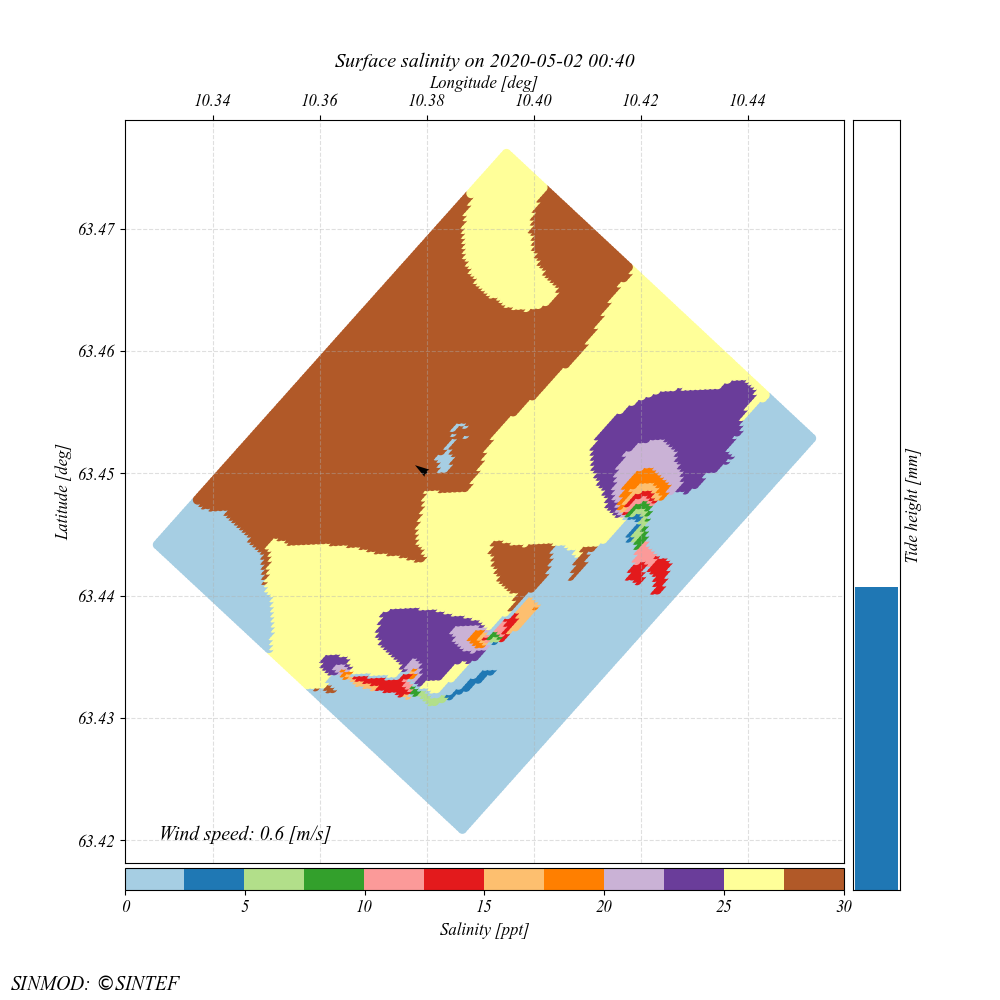 Surface salinity on 2020-05-02 00:40
Longitude [deg]
10.34 10.36 10.38 10.40 10.42 10.44
63.47
63.46
63.45
63.44
63.43
63.42
Latitude [deg]
Tide height [mm]
Wind speed: 0.6 [m/s]
0 5 10 15 20 25 30
Salinity [ppt]
SINMOD: ©SINTEF